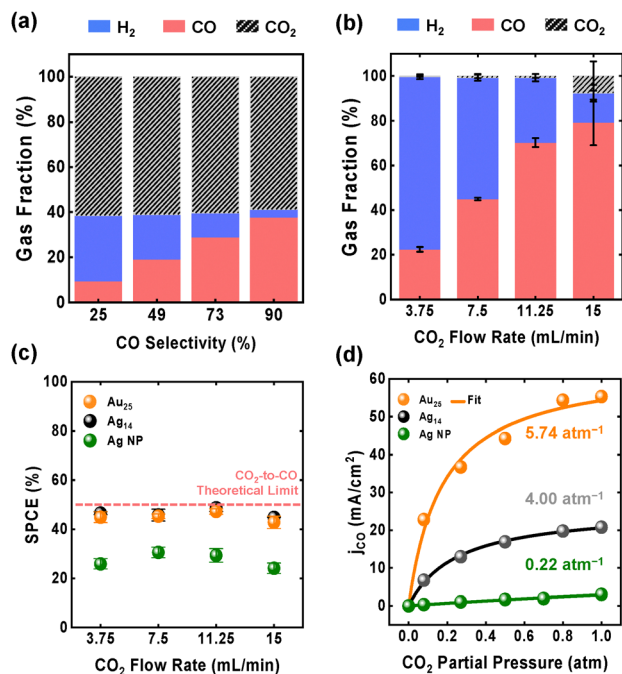 (a)
H₂ CO CO₂
Gas Fraction (%)
100
80
60
40
20
0
25 49 73 90
CO Selectivity (%)
(b)
H₂ CO CO₂
Gas Fraction (%)
100
80
60
40
20
0
3.75 7.5 11.25 15
CO₂ Flow Rate (mL/min)
(c)
SPCE (%)
100
80
60
40
20
0
Au₂₅
Ag₁₄
Ag NP
CO₂-to-CO
Theoretical Limit
3.75 7.5 11.25 15
CO₂ Flow Rate (mL/min)
(d)
jCO (mA/cm²)
60
50
40
30
20
10
0
Au₂₅ Fit
Ag₁₄
Ag NP
5.74 atm⁻¹
4.00 atm⁻¹
0.22 atm⁻¹
0.0 0.2 0.4 0.6 0.8 1.0
CO₂ Partial Pressure (atm)